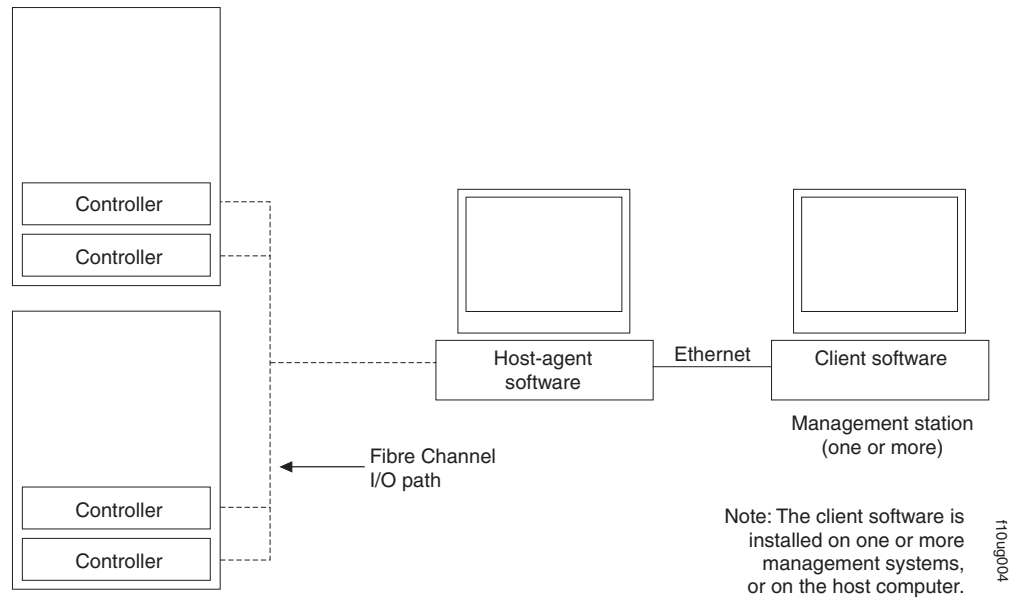 Controller
Controller
Host-agent
software
Ethernet
Client software
Management station
(one or more)
Fibre Channel
I/O path
Controller
Controller
Note: The client software is
installed on one or more
management systems,
or on the host computer.
f10ug004